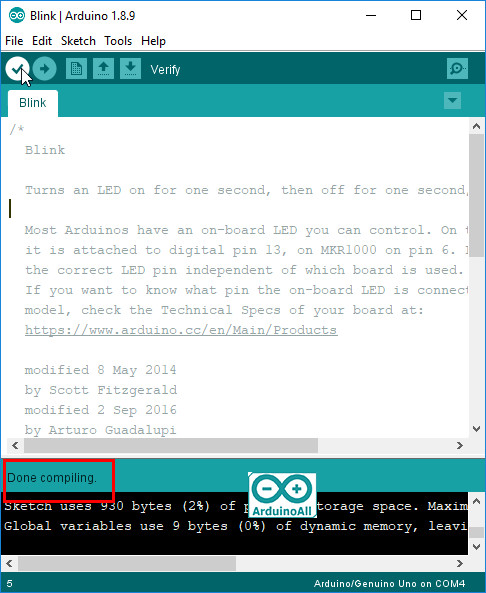 Blink | Arduino 1.8.9
File Edit Sketch Tools Help
Verify
Blink
/*
Blink
Turns an LED on for one second, then off for one second,
Most Arduinos have an on-board LED you can control. On
it is attached to digital pin 13, on MKR1000 on pin 6.
the correct LED pin independent of which board is used.
If you want to know what pin the on-board LED is connect
model, check the Technical Specs of your board at:
https://www.arduino.cc/en/Main/Products
modified 8 May 2014
by Scott Fitzgerald
modified 2 Sep 2016
by Arturo Guadalupi
Done compiling.
ArduinoAll
Sketch uses 930 bytes (2%) of p torage space. Maxim
Global variables use 9 bytes (0%) of dynamic memory, leavi
5
Arduino/Genuino Uno on COM4